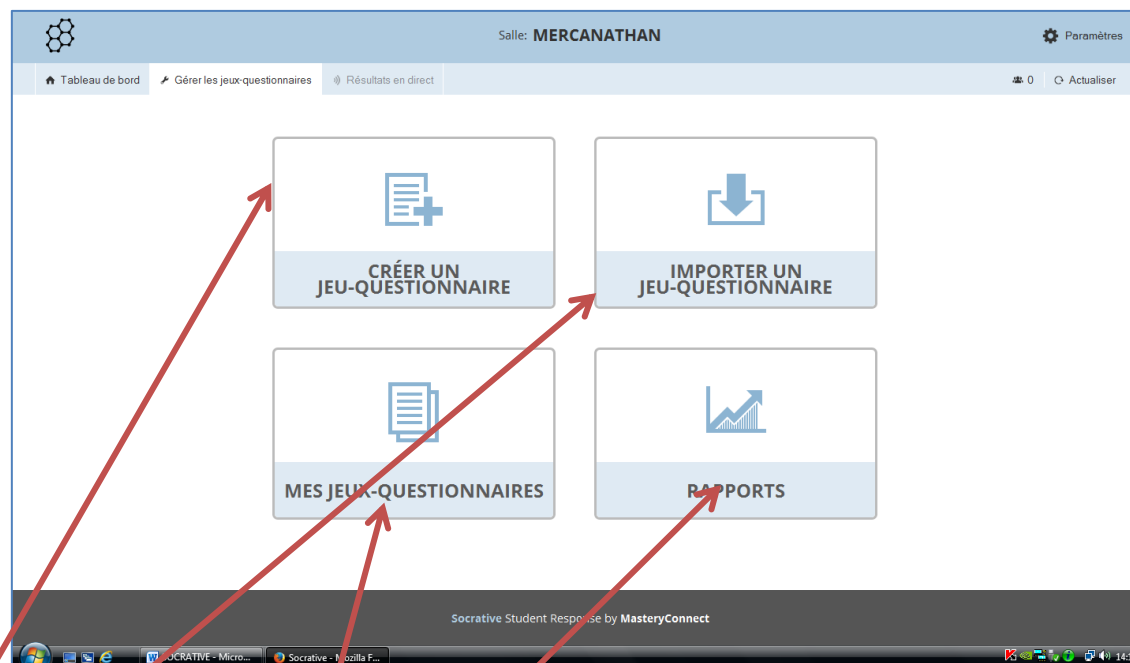 Salle: MERCANATHAN
Paramètres
Tableau de bord
Gérer les jeux-questionnaires
Résultats en direct
0
Actualiser
CRÉER UN
JEU-QUESTIONNAIRE
IMPORTER UN
JEU-QUESTIONNAIRE
MES JEUX-QUESTIONNAIRES
RAPPORTS
Socrative Student Response by MasteryConnect
SOCRATIVE - Micro...
Socrative - Mozilla F...